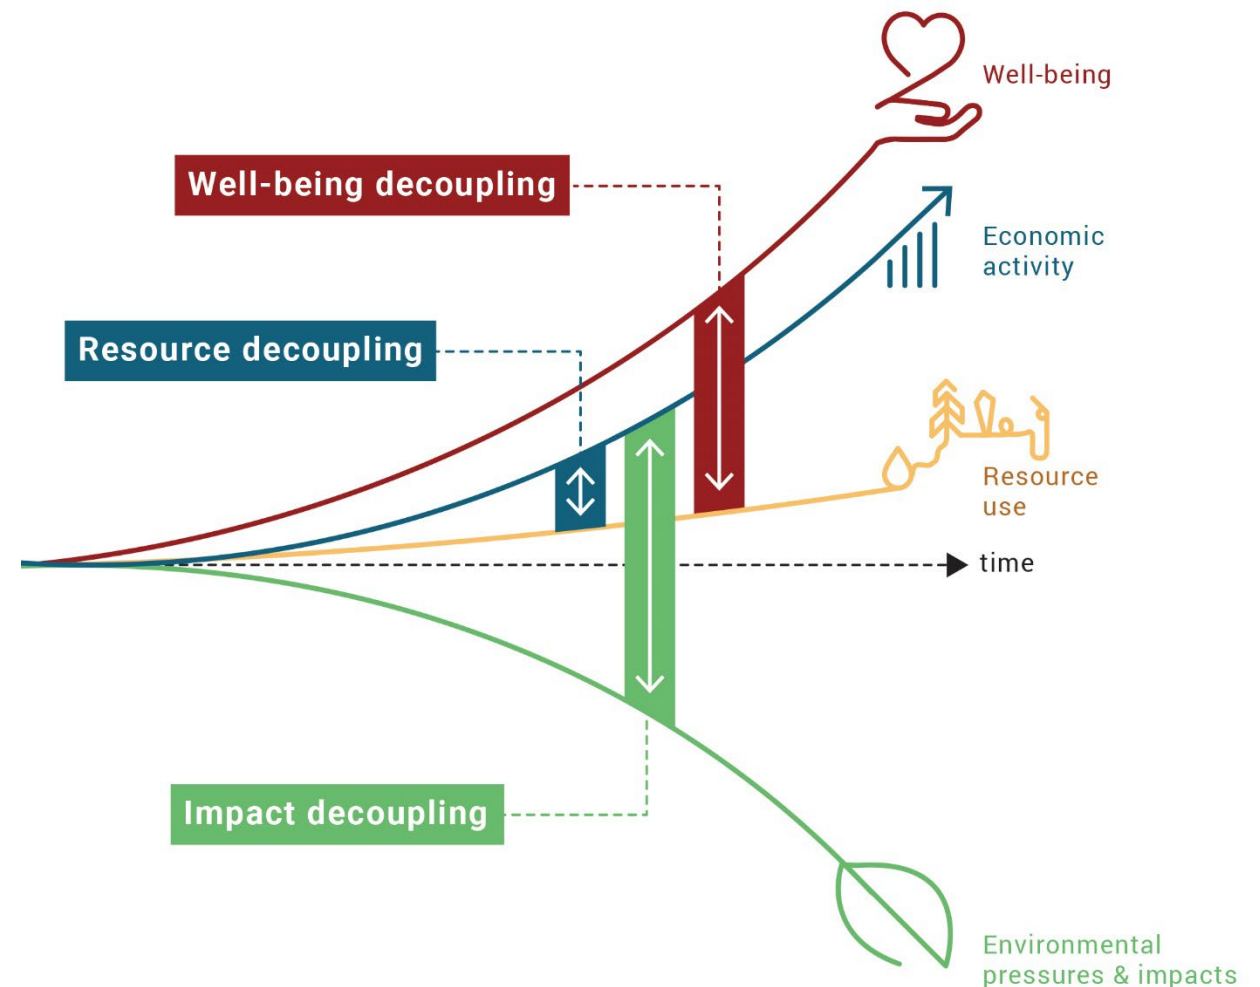 Well-being
Well-being decoupling
Economic
activity
Resource decoupling
Resource
use
time
Impact decoupling
Environmental
pressures & impacts